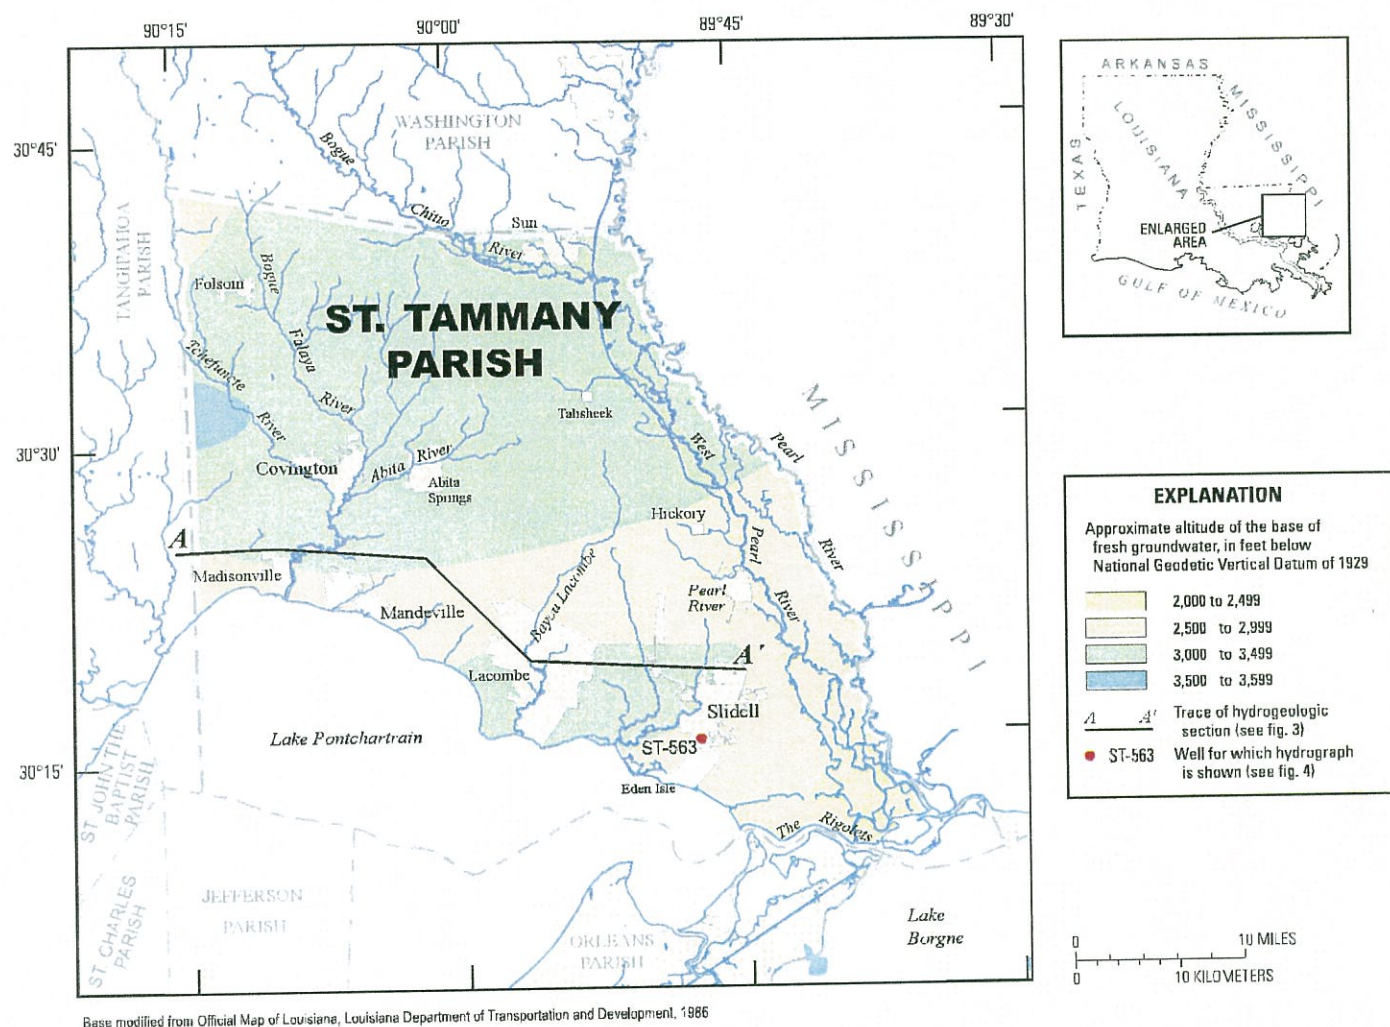 90°15'
90°00'
89°45'
89°30'
30°45'
30°30'
30°15'
WASHINGTON
PARISH
TANGIPAHOA
PARISH
Bogue
Chitto
River
Sun
Folsom
Bogue
Falaya
River
ST. TAMMANY
PARISH
Tchefuncte
River
Talisheek
Covington
Abita River
Abita
Springs
West
Pearl
River
Pearl
River
MISSISSIPPI
Hickory
A
Madisonville
Mandeville
Bayou Lacombe
Pearl
River
Lacombe
A'
Slidell
ST-563
Eden Isle
Lake Pontchartrain
The Rigolets
ST JOHN THE
BAPTIST
PARISH
ST CHARLES
PARISH
JEFFERSON
PARISH
ORLEANS
PARISH
Lake
Borgne
Base modified from Official Map of Louisiana, Louisiana Department of Transportation and Development, 1986
ARKANSAS
MISSISSIPPI
LOUISIANA
TEXAS
ENLARGED
AREA
GULF OF MEXICO
EXPLANATION
Approximate altitude of the base of
fresh groundwater, in feet below
National Geodetic Vertical Datum of 1929
2,000 to 2,499
2,500 to 2,999
3,000 to 3,499
3,500 to 3,599
A A' Trace of hydrogeologic
section (see fig. 3)
ST-563 Well for which hydrograph
is shown (see fig. 4)
0 10 MILES
0 10 KILOMETERS